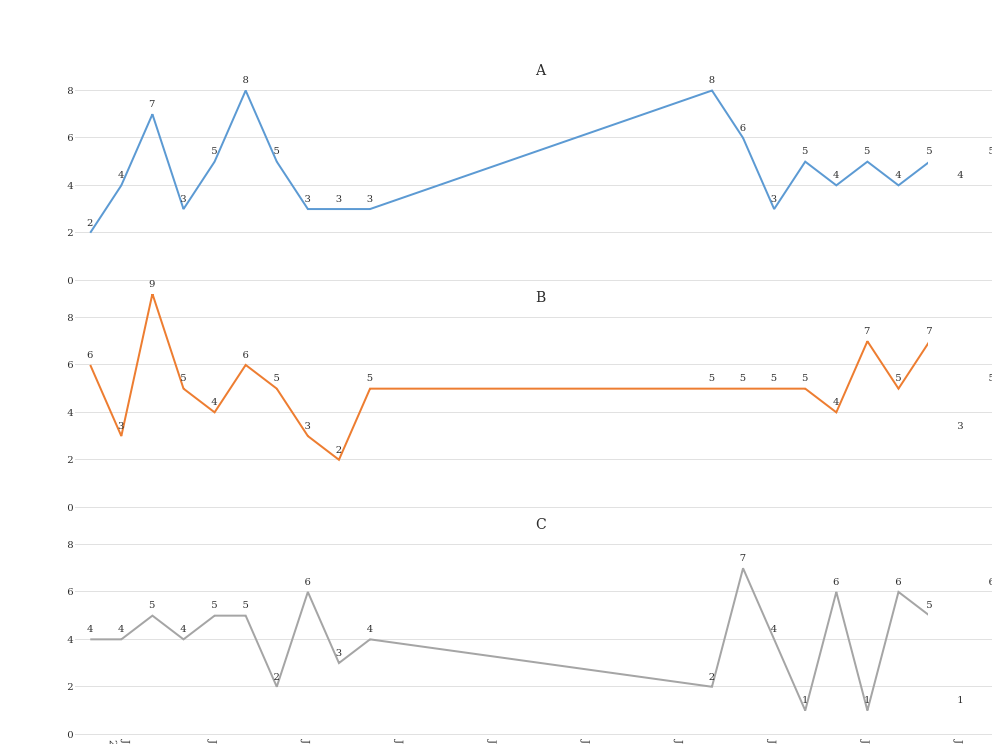 A
8 8
8 7 6
6 5 5 5 5 5 5
4 4 4 4 4
3 3 3 3 3
2 2
0
9
B
8 7 7
6 6 6
5 5 5 5 5 5 5 5 5
4 4 4
3 3 3
2 2
0
C
8 7
6 6 6 6 6
5 5 5 5
4 4 4 4 4 4
3
2 2 2
1 1 1
0